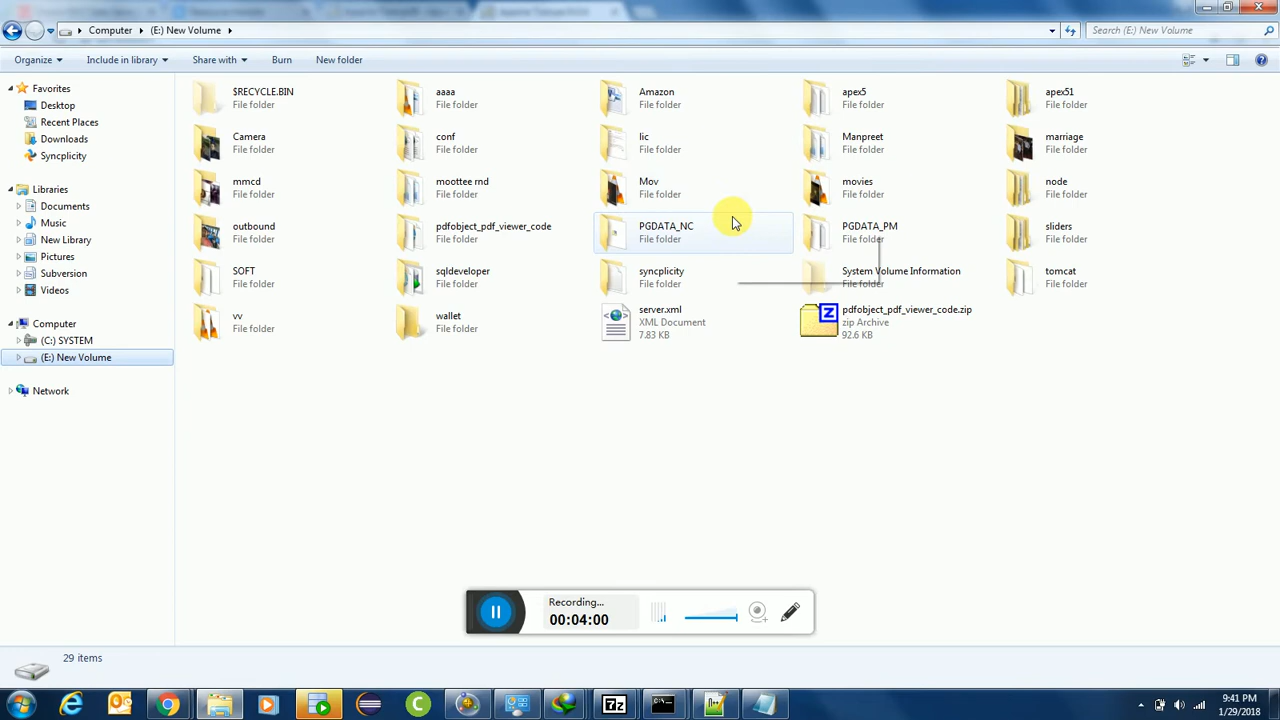 Computer ▸ (E:) New Volume ▸
Search (E:) New Volume
Organize Include in library Share with Burn New folder
Favorites
Desktop
Recent Places
Downloads
Syncplicity
Libraries
Documents
Music
New Library
Pictures
Subversion
Videos
Computer
(C:) SYSTEM
(E:) New Volume
Network
$RECYCLE.BIN
File folder
aaaa
File folder
Amazon
File folder
apex5
File folder
apex51
File folder
Camera
File folder
conf
File folder
lic
File folder
Manpreet
File folder
marriage
File folder
mmcd
File folder
moottee rnd
File folder
Mov
File folder
movies
File folder
node
File folder
outbound
File folder
pdfobject_pdf_viewer_code
File folder
PGDATA_NC
File folder
PGDATA_PM
File folder
sliders
File folder
SOFT
File folder
sqldeveloper
File folder
syncplicity
File folder
System Volume Information
File folder
tomcat
File folder
vv
File folder
wallet
File folder
server.xml
XML Document
7.83 KB
pdfobject_pdf_viewer_code.zip
zip Archive
92.6 KB
Recording...
00:04:00
29 items
9:41 PM
1/29/2018